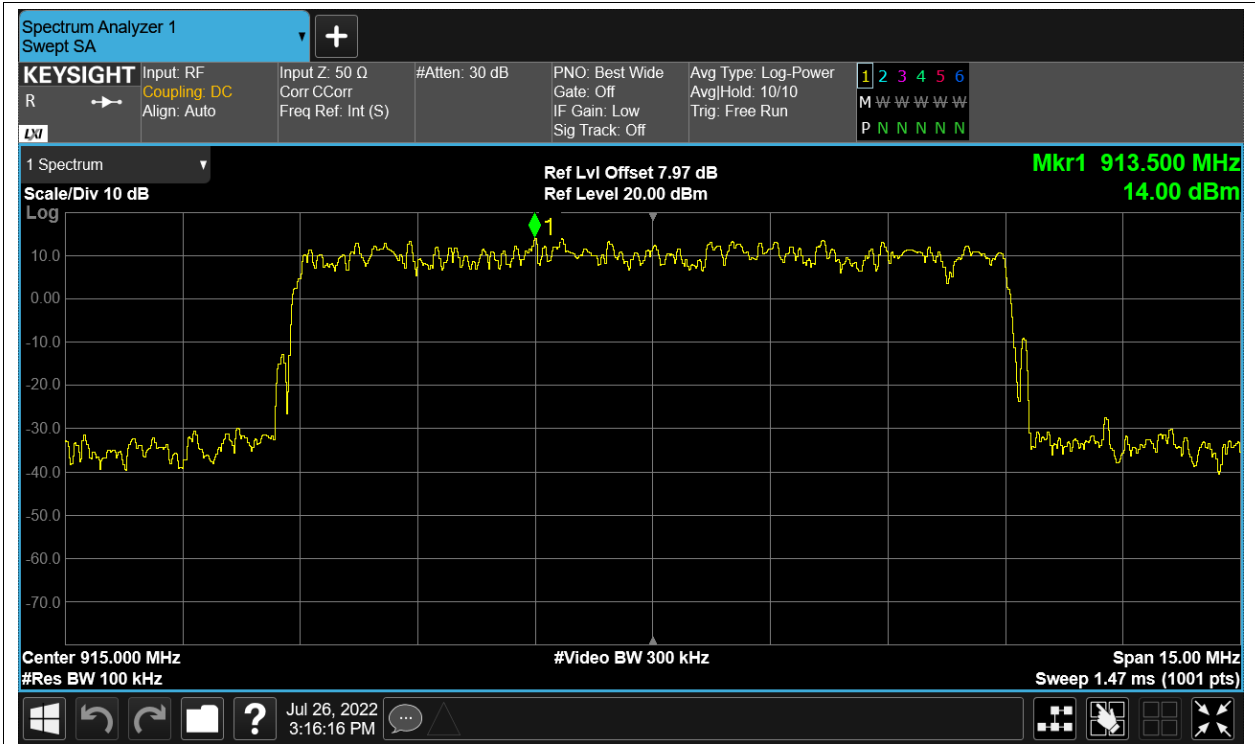 Spectrum Analyzer 1
Swept SA
KEYSIGHT
R
LXI
Input: RF
Coupling: DC
Align: Auto
Input Z: 50 Ω
Corr CCorr
Freq Ref: Int (S)
#Atten: 30 dB
PNO: Best Wide
Gate: Off
IF Gain: Low
Sig Track: Off
Avg Type: Log-Power
Avg|Hold: 10/10
Trig: Free Run
1 2 3 4 5 6
M W W W W W
P N N N N N
1 Spectrum
Scale/Div 10 dB
Log
Ref Lvl Offset 7.97 dB
Ref Level 20.00 dBm
Mkr1 913.500 MHz
14.00 dBm
1
10.0
0.00
-10.0
-20.0
-30.0
-40.0
-50.0
-60.0
-70.0
Center 915.000 MHz
#Res BW 100 kHz
#Video BW 300 kHz
Span 15.00 MHz
Sweep 1.47 ms (1001 pts)
?
Jul 26, 2022
3:16:16 PM